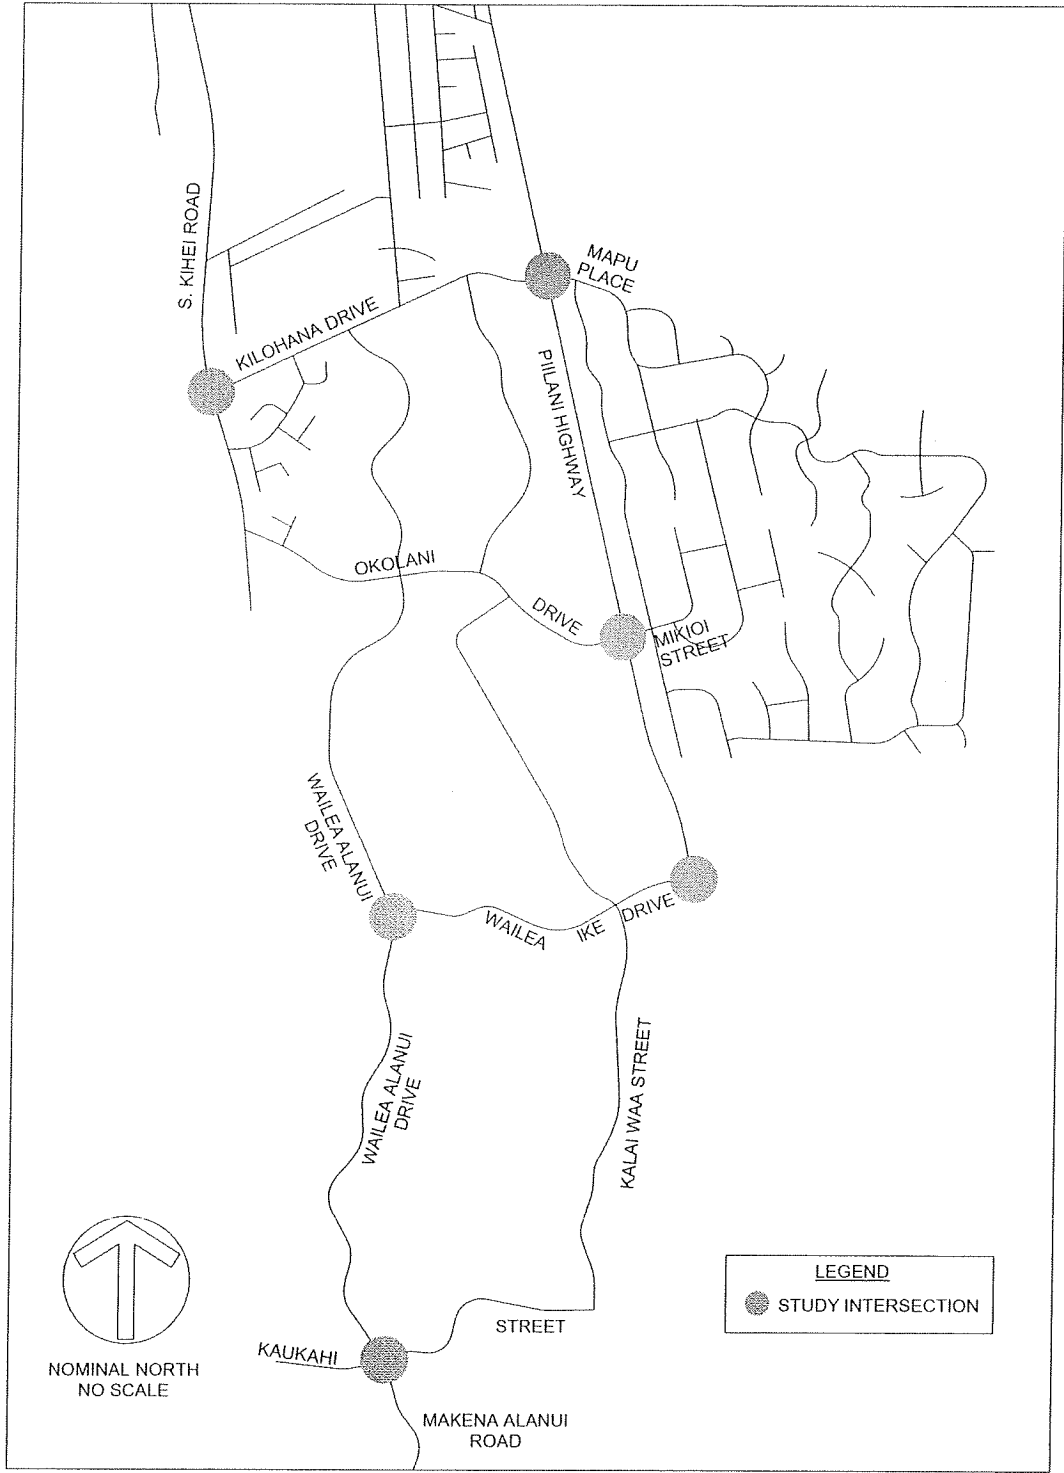 S. KIHEI ROAD
MAPU
PLACE
KILOHANA DRIVE
PIILANI HIGHWAY
OKOLANI
DRIVE
MIKIOI
STREET
WAILEA ALANUI
DRIVE
WAILEA
IKE
DRIVE
WAILEA ALANUI
DRIVE
KALAI WAA STREET
LEGEND
STUDY INTERSECTION
STREET
KAUKAHI
NOMINAL NORTH
NO SCALE
MAKENA ALANUI
ROAD